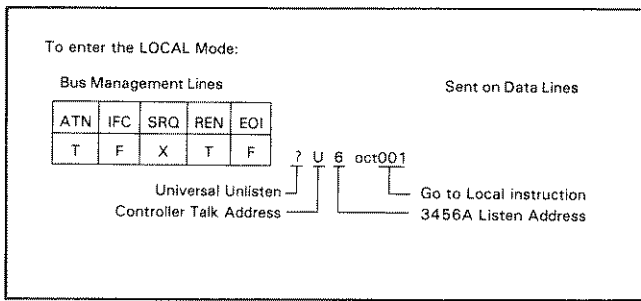 To enter the LOCAL Mode:
Bus Management Lines
Sent on Data Lines
ATN IFC SRQ REN EOI
T F X T F
? U 6 oct001
Universal Unlisten
Go to Local instruction
Controller Talk Address
3456A Listen Address